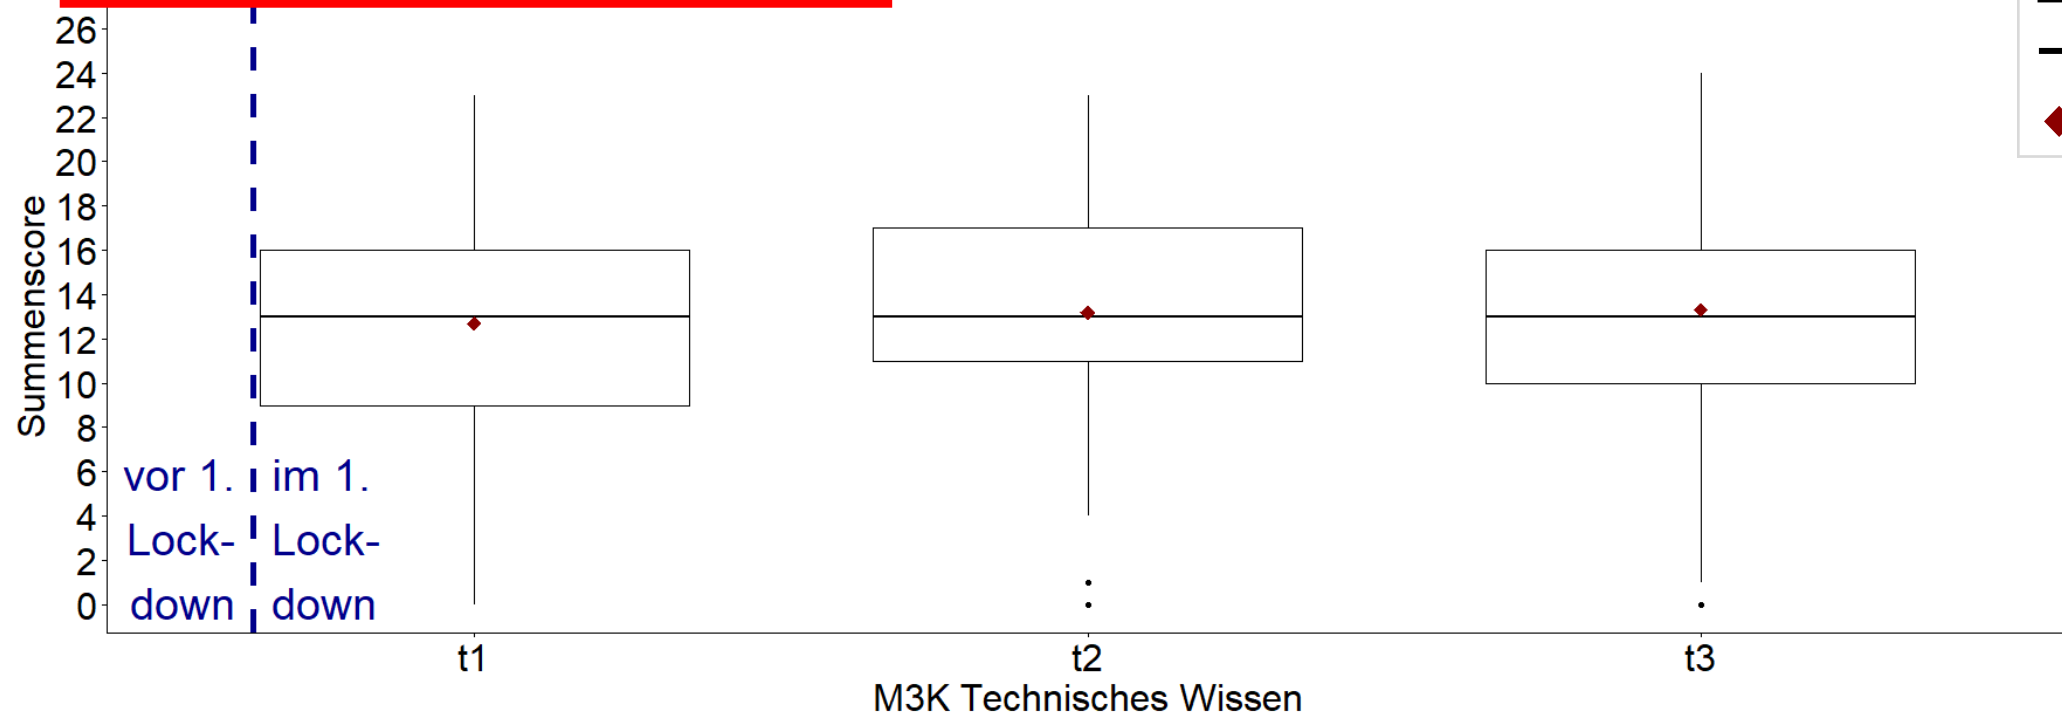 26
24
22
20
18
16
14
12
10
8
6
4
2
0
Summenscore
vor 1.
Lock-
down
im 1.
Lock-
down
t1
t2
t3
M3K Technisches Wissen